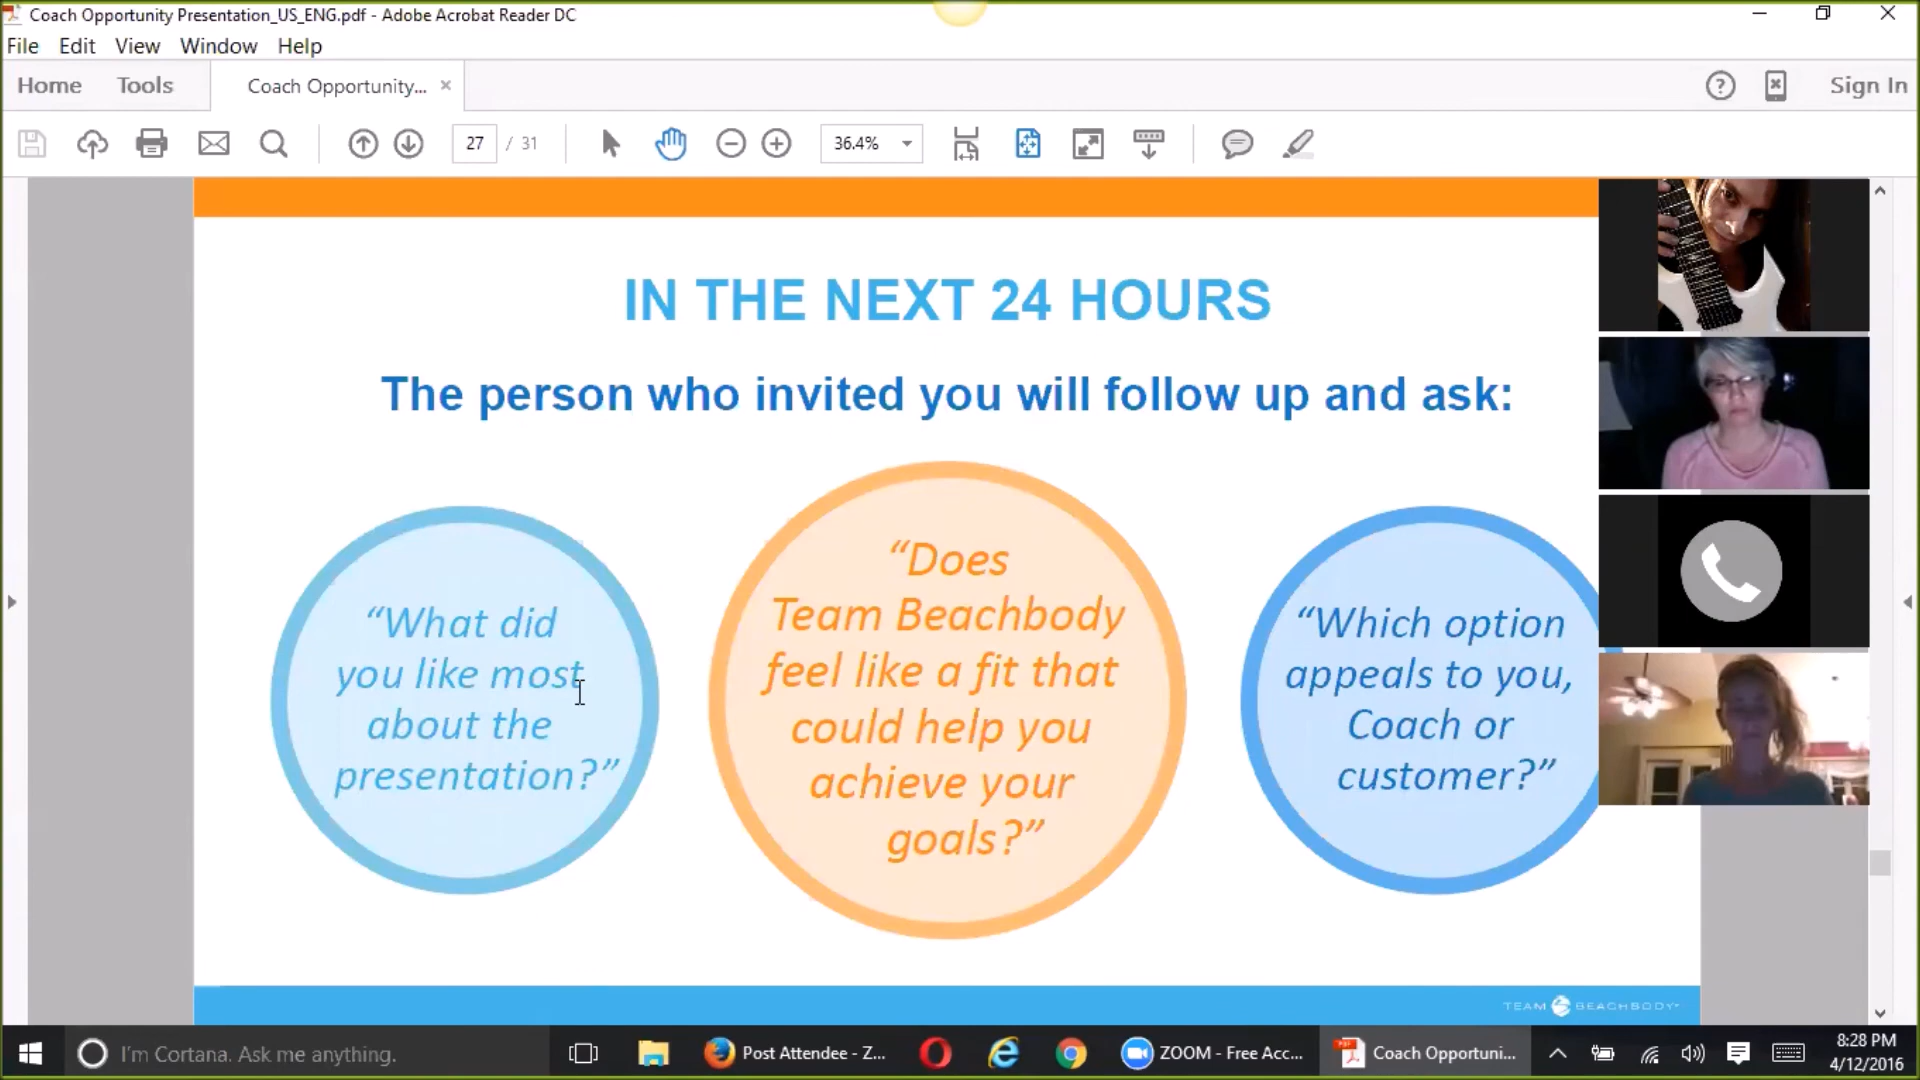 Coach Opportunity Presentation_US_ENG.pdf - Adobe Acrobat Reader DC
File Edit View Window Help
Home Tools Coach Opportunity... × Sign In
27 / 31 36.4%
IN THE NEXT 24 HOURS
The person who invited you will follow up and ask:
“What did
you like most
about the
presentation?”
“Does
Team Beachbody
feel like a fit that
could help you
achieve your
goals?”
“Which option
appeals to you,
Coach or
customer?”
TEAM BEACHBODY
I'm Cortana. Ask me anything.
Post Attendee - Z...
ZOOM - Free Acc...
Coach Opportuni...
8:28 PM
4/12/2016